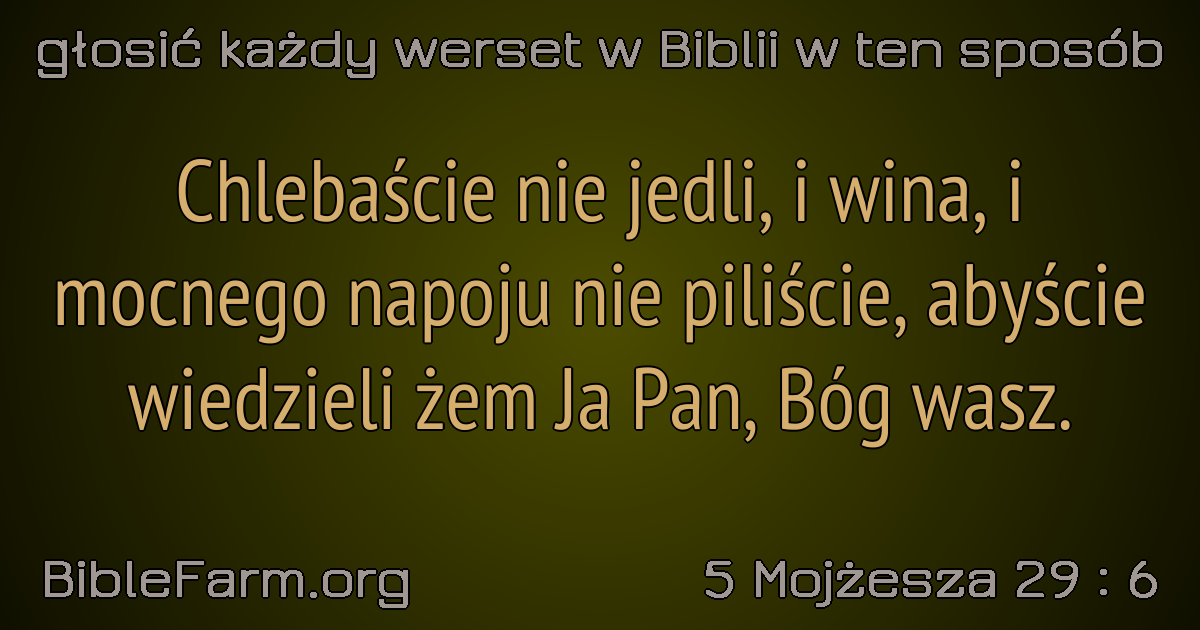 głosić każdy werset w Biblii w ten sposób
Chlebaście nie jedli, i wina, i
mocnego napoju nie piliście, abyście
wiedzieli żem Ja Pan, Bóg wasz.
BibleFarm.org
5 Mojżesza 29 : 6